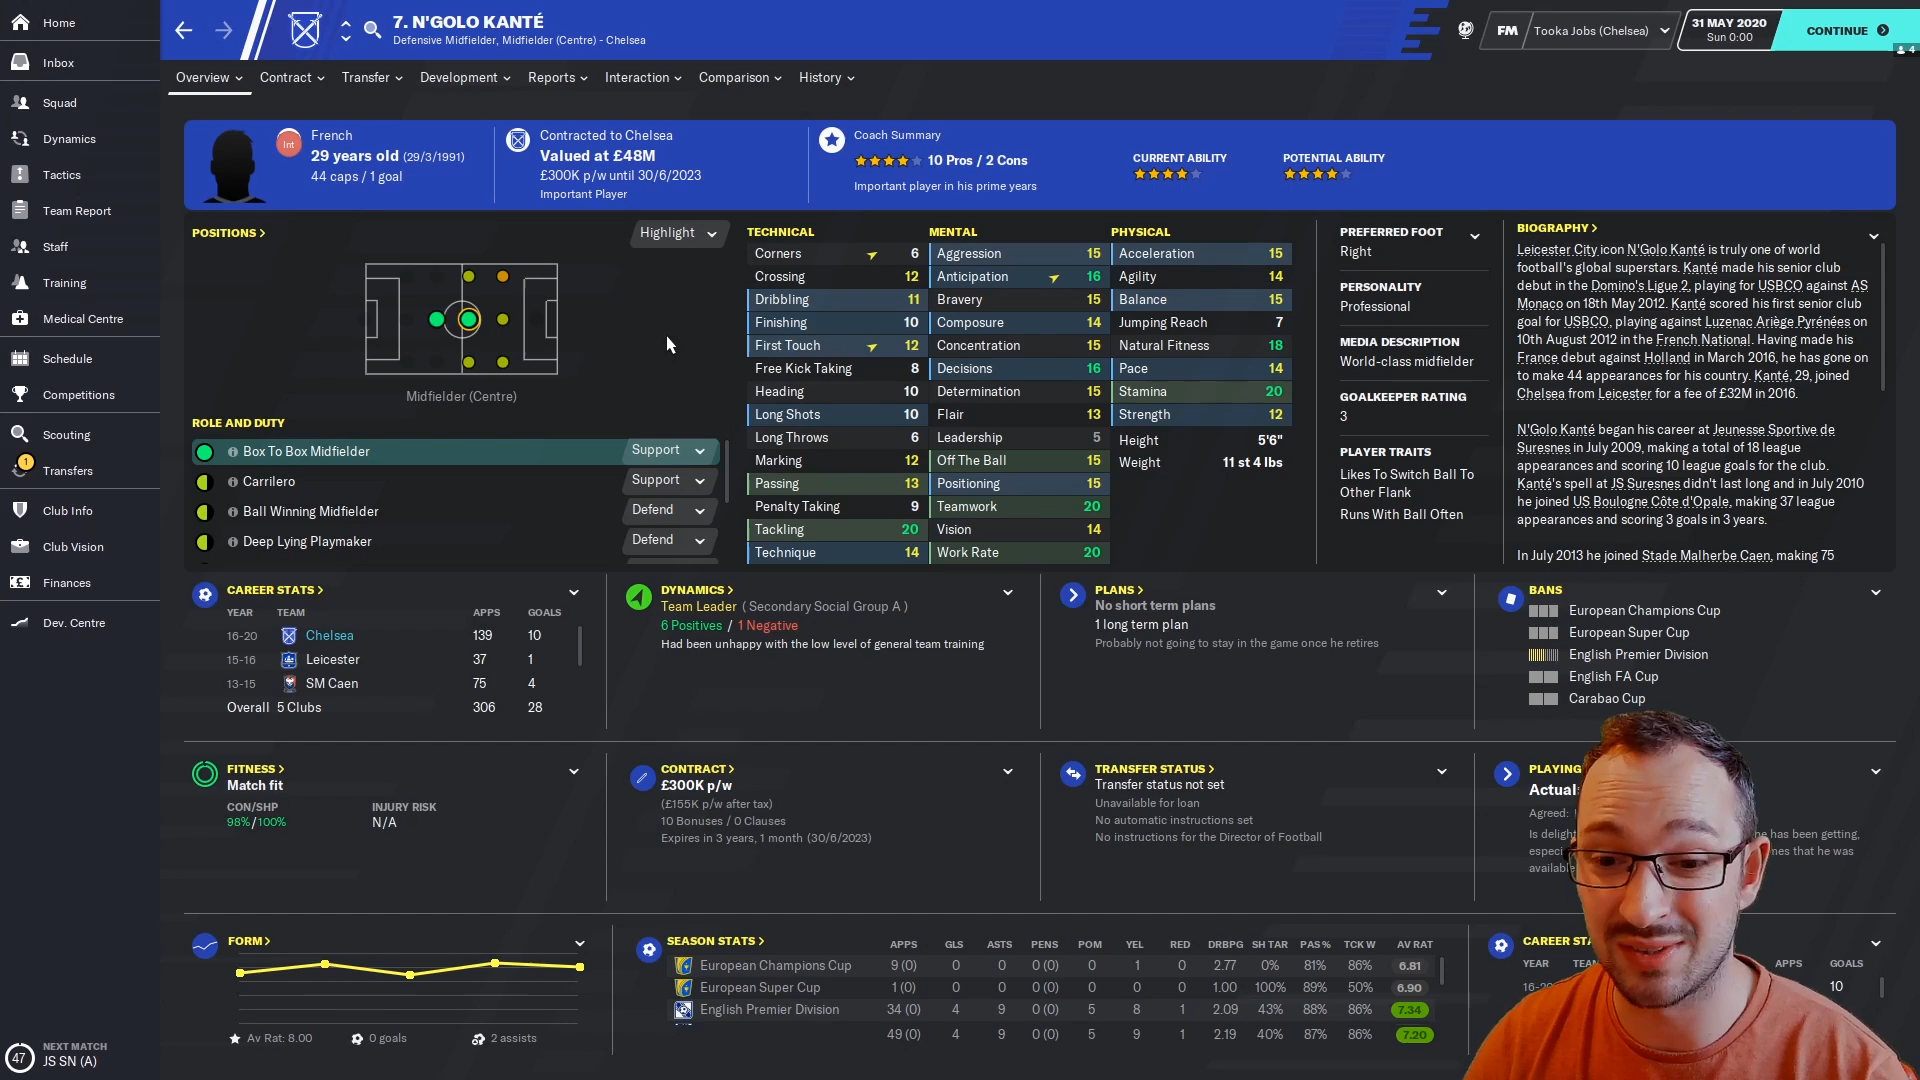 Home
Inbox
Squad
Dynamics
Tactics
Team Report
Staff
Training
Medical Centre
Schedule
Competitions
Scouting
1
Transfers
Club Info
Club Vision
Finances
Dev. Centre
47
NEXT MATCH
JS SN (A)
7. N'GOLO KANTÉ
Defensive Midfielder, Midfielder (Centre) - Chelsea
FM
Tooka Jobs (Chelsea)
31 MAY 2020
Sun 0:00
CONTINUE
4
Overview
Contract
Transfer
Development
Reports
Interaction
Comparison
History
Int
French
29 years old (29/3/1991)
44 caps / 1 goal
Contracted to Chelsea
Valued at £48M
£300K p/w until 30/6/2023
Important Player
Coach Summary
10 Pros / 2 Cons
Important player in his prime years
CURRENT ABILITY
POTENTIAL ABILITY
POSITIONS >
Highlight
Midfielder (Centre)
ROLE AND DUTY
Box To Box Midfielder Support
Carrilero Support
Ball Winning Midfielder Defend
Deep Lying Playmaker Defend
TECHNICAL
Corners 6
Crossing 12
Dribbling 11
Finishing 10
First Touch 12
Free Kick Taking 8
Heading 10
Long Shots 10
Long Throws 6
Marking 12
Passing 13
Penalty Taking 9
Tackling 20
Technique 14
MENTAL
Aggression 15
Anticipation 16
Bravery 15
Composure 14
Concentration 15
Decisions 16
Determination 15
Flair 13
Leadership 5
Off The Ball 15
Positioning 15
Teamwork 20
Vision 14
Work Rate 20
PHYSICAL
Acceleration 15
Agility 14
Balance 15
Jumping Reach 7
Natural Fitness 18
Pace 14
Stamina 20
Strength 12
Height 5'6"
Weight 11 st 4 lbs
PREFERRED FOOT
Right
PERSONALITY
Professional
MEDIA DESCRIPTION
World-class midfielder
GOALKEEPER RATING
3
PLAYER TRAITS
Likes To Switch Ball To
Other Flank
Runs With Ball Often
BIOGRAPHY >
Leicester City icon N'Golo Kanté is truly one of world
football's global superstars. Kanté made his senior club
debut in the Domino's Ligue 2, playing for USBCO against AS
Monaco on 18th May 2012. Kanté scored his first senior club
goal for USBCO, playing against Luzenac Ariège Pyrénées on
10th August 2012 in the French National. Having made his
France debut against Holland in March 2016, he has gone on
to make 44 appearances for his country. Kanté, 29, joined
Chelsea from Leicester for a fee of £32M in 2016.
N'Golo Kanté began his career at Jeunesse Sportive de
Suresnes in July 2009, making a total of 18 league
appearances and scoring 10 league goals for the club.
Kanté's spell at JS Suresnes didn't last long and in July 2010
he joined US Boulogne Côte d'Opale, making 37 league
appearances and scoring 3 goals in 3 years.
In July 2013 he joined Stade Malherbe Caen, making 75
CAREER STATS >
YEAR TEAM APPS GOALS
16-20 Chelsea 139 10
15-16 Leicester 37 1
13-15 SM Caen 75 4
Overall 5 Clubs 306 28
DYNAMICS >
Team Leader ( Secondary Social Group A )
6 Positives / 1 Negative
Had been unhappy with the low level of general team training
PLANS >
No short term plans
1 long term plan
Probably not going to stay in the game once he retires
BANS
European Champions Cup
European Super Cup
English Premier Division
English FA Cup
Carabao Cup
FITNESS >
Match fit
CON/SHP INJURY RISK
98%/100% N/A
CONTRACT >
£300K p/w
(£155K p/w after tax)
10 Bonuses / 0 Clauses
Expires in 3 years, 1 month (30/6/2023)
TRANSFER STATUS >
Transfer status not set
Unavailable for loan
No automatic instructions set
No instructions for the Director of Football
PLAYING
Actual:
Agreed:
Is deligh he has been getting,
especi mes that he was
available
FORM >
Av Rat: 8.00 0 goals 2 assists
SEASON STATS > APPS GLS ASTS PENS POM YEL RED DRBPG SH TAR PAS % TCK W AV RAT
European Champions Cup 9 (0) 0 0 0 (0) 0 1 0 2.77 0% 81% 86% 6.81
European Super Cup 1 (0) 0 0 0 (0) 0 0 0 1.00 100% 89% 50% 6.90
English Premier Division 34 (0) 4 9 0 (0) 5 8 1 2.09 43% 88% 86% 7.34
49 (0) 4 9 0 (0) 5 9 1 2.19 40% 87% 86% 7.20
CAREER STA
YEAR TEA APPS GOALS
16-20 10